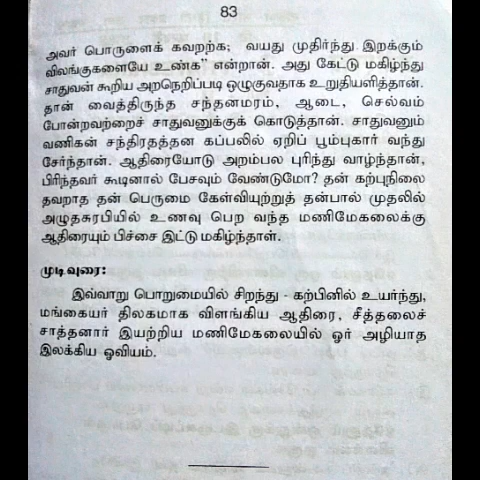 83
அவர் பொருளைக் கவறற்க; வயது முதிர்ந்து இறக்கும்
விலங்குகளையே உண்க" என்றான். அது கேட்டு மகிழ்ந்து
சாதுவன் கூறிய அறநெறிப்படி ஒழுகுவதாக உறுதியளித்தான்.
தான் வைத்திருந்த சந்தனமரம், ஆடை, செல்வம்
போன்றவற்றைச் சாதுவனுக்குக் கொடுத்தான். சாதுவனும்
வணிகன் சந்திரதத்தன கப்பலில் ஏறிப் பூம்புகார் வந்து
சேர்ந்தான். ஆதிரையோடு அறம்பல புரிந்து வாழ்ந்தான்,
பிரிந்தவர் கூடினால் பேசவும் வேண்டுமோ? தன் கற்புநிலை
தவறாத தன் பெருமை கேள்வியுற்றுத் தன்பால் முதலில்
அமுதசுரபியில் உணவு பெற வந்த மணிமேகலைக்கு
ஆதிரையும் பிச்சை இட்டு மகிழ்ந்தாள்.
முடிவுரை:
இவ்வாறு பொறுமையில் சிறந்து - கற்பினில் உயர்ந்து,
மங்கையர் திலகமாக விளங்கிய ஆதிரை, சீத்தலைச்
சாத்தனார் இயற்றிய மணிமேகலையில் ஓர் அழியாத
இலக்கிய ஓவியம்.